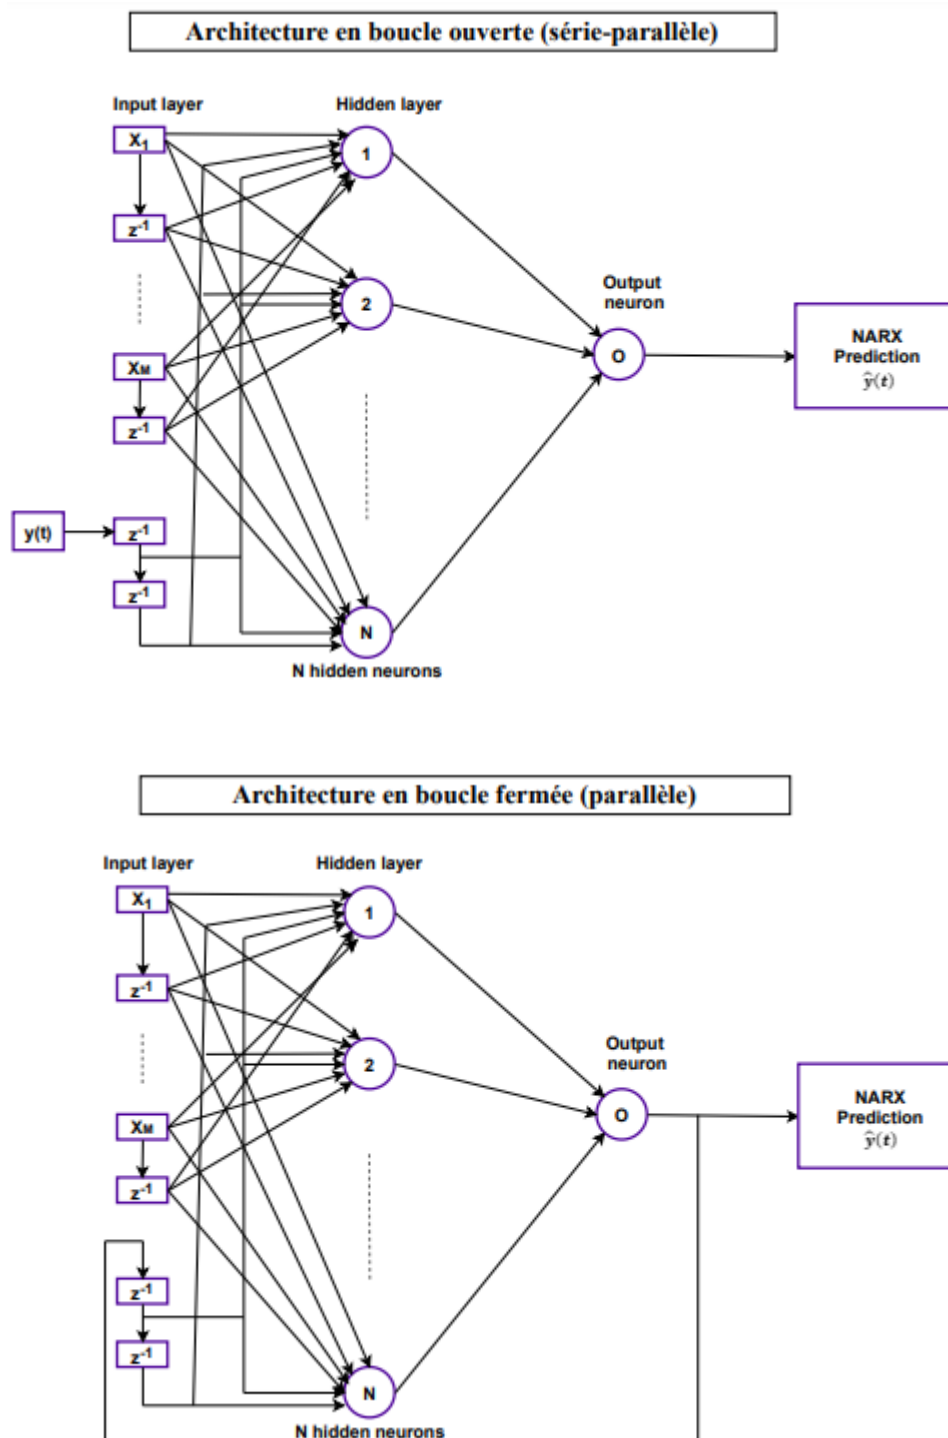 Architecture en boucle ouverte (série-parallèle)
Input layer
Hidden layer
X1
1
z-1
2
Output
neuron
O
NARX
Prediction
ŷ(t)
XM
z-1
y(t)
z-1
z-1
N
N hidden neurons
Architecture en boucle fermée (parallèle)
Input layer
Hidden layer
X1
1
z-1
2
Output
neuron
O
NARX
Prediction
ŷ(t)
XM
z-1
z-1
z-1
N
N hidden neurons